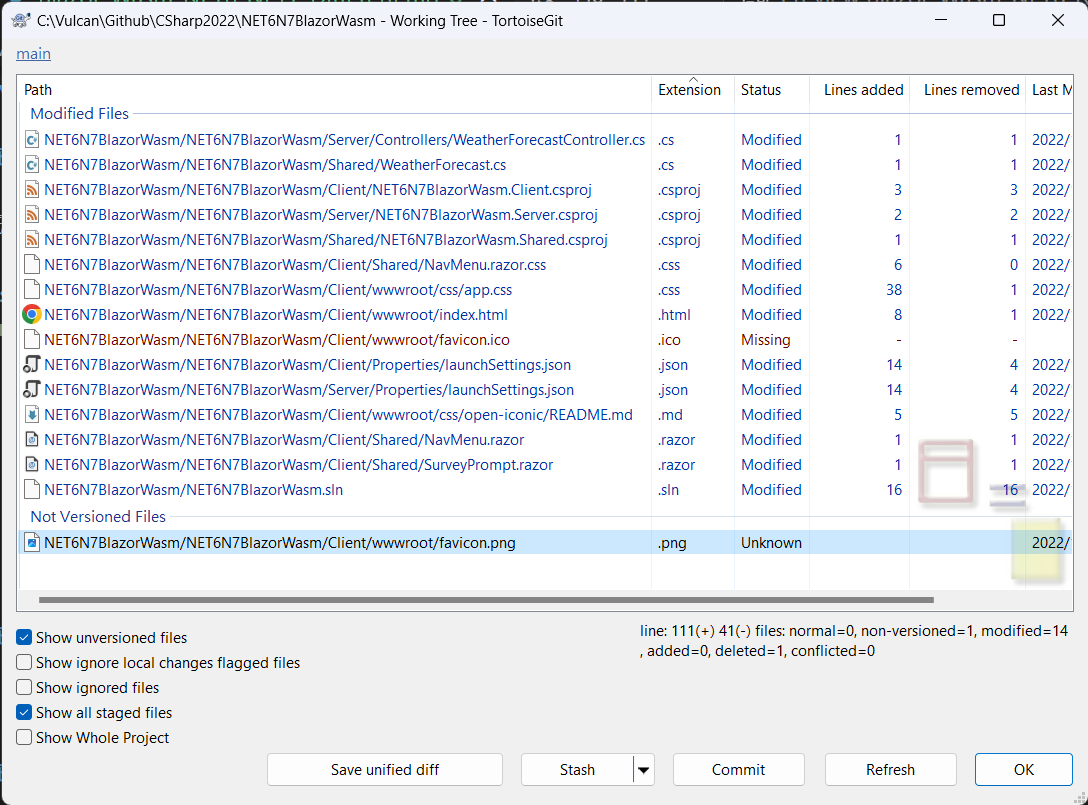 C:\Vulcan\Github\CSharp2022\NET6N7BlazorWasm - Working Tree - TortoiseGit
main
Path Extension Status Lines added Lines removed Last M
Modified Files
NET6N7BlazorWasm/NET6N7BlazorWasm/Server/Controllers/WeatherForecastController.cs .cs Modified 1 1 2022/
NET6N7BlazorWasm/NET6N7BlazorWasm/Shared/WeatherForecast.cs .cs Modified 1 1 2022/
NET6N7BlazorWasm/NET6N7BlazorWasm/Client/NET6N7BlazorWasm.Client.csproj .csproj Modified 3 3 2022/
NET6N7BlazorWasm/NET6N7BlazorWasm/Server/NET6N7BlazorWasm.Server.csproj .csproj Modified 2 2 2022/
NET6N7BlazorWasm/NET6N7BlazorWasm/Shared/NET6N7BlazorWasm.Shared.csproj .csproj Modified 1 1 2022/
NET6N7BlazorWasm/NET6N7BlazorWasm/Client/Shared/NavMenu.razor.css .css Modified 6 0 2022/
NET6N7BlazorWasm/NET6N7BlazorWasm/Client/wwwroot/css/app.css .css Modified 38 1 2022/
NET6N7BlazorWasm/NET6N7BlazorWasm/Client/wwwroot/index.html .html Modified 8 1 2022/
NET6N7BlazorWasm/NET6N7BlazorWasm/Client/wwwroot/favicon.ico .ico Missing - -
NET6N7BlazorWasm/NET6N7BlazorWasm/Client/Properties/launchSettings.json .json Modified 14 4 2022/
NET6N7BlazorWasm/NET6N7BlazorWasm/Server/Properties/launchSettings.json .json Modified 14 4 2022/
NET6N7BlazorWasm/NET6N7BlazorWasm/Client/wwwroot/css/open-iconic/README.md .md Modified 5 5 2022/
NET6N7BlazorWasm/NET6N7BlazorWasm/Client/Shared/NavMenu.razor .razor Modified 1 1 2022/
NET6N7BlazorWasm/NET6N7BlazorWasm/Client/Shared/SurveyPrompt.razor .razor Modified 1 1 2022/
NET6N7BlazorWasm/NET6N7BlazorWasm.sln .sln Modified 16 16 2022/
Not Versioned Files
NET6N7BlazorWasm/NET6N7BlazorWasm/Client/wwwroot/favicon.png .png Unknown 2022/
Show unversioned files
Show ignore local changes flagged files
Show ignored files
Show all staged files
Show Whole Project
line: 111(+) 41(-) files: normal=0, non-versioned=1, modified=14
, added=0, deleted=1, conflicted=0
Save unified diff Stash Commit Refresh OK